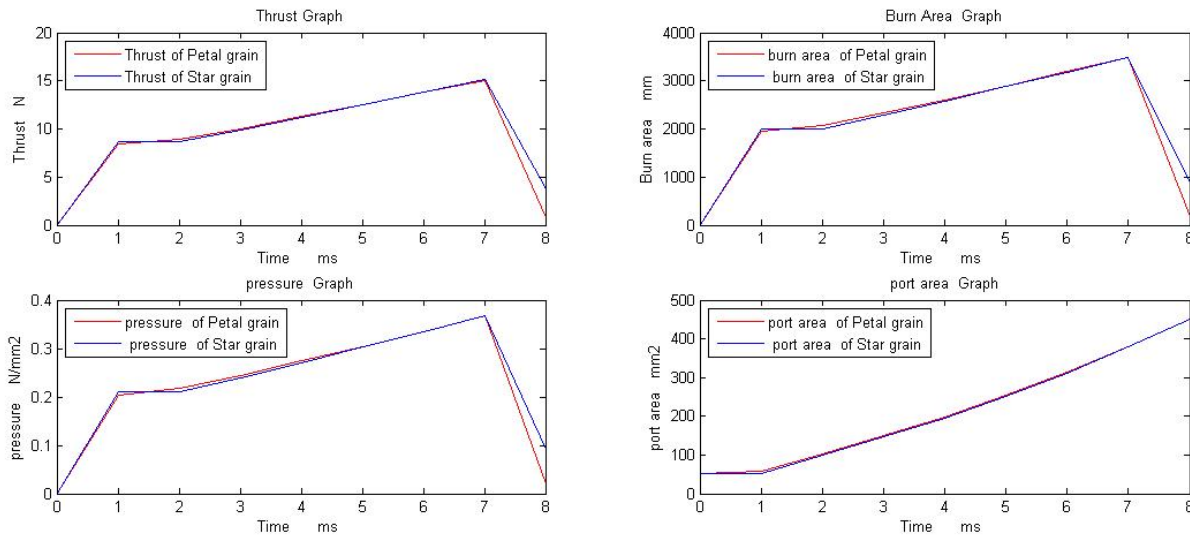 Thrust Graph
20
15
10
5
0
Thrust N
Thrust of Petal grain
Thrust of Star grain
0 1 2 3 4 5 6 7 8
Time ms
Burn Area Graph
4000
3000
2000
1000
0
Burn area mm
burn area of Petal grain
burn area of Star grain
0 1 2 3 4 5 6 7 8
Time ms
pressure Graph
0.4
0.3
0.2
0.1
0
pressure N/mm2
pressure of Petal grain
pressure of Star grain
0 1 2 3 4 5 6 7 8
Time ms
port area Graph
500
400
300
200
100
0
port area mm2
port area of Petal grain
port area of Star grain
0 1 2 3 4 5 6 7 8
Time ms